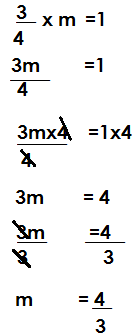 3/4 x m =1
3m/4 =1
3mx4/4 =1x4
3m = 4
3m/3 =4/3
m =4/3